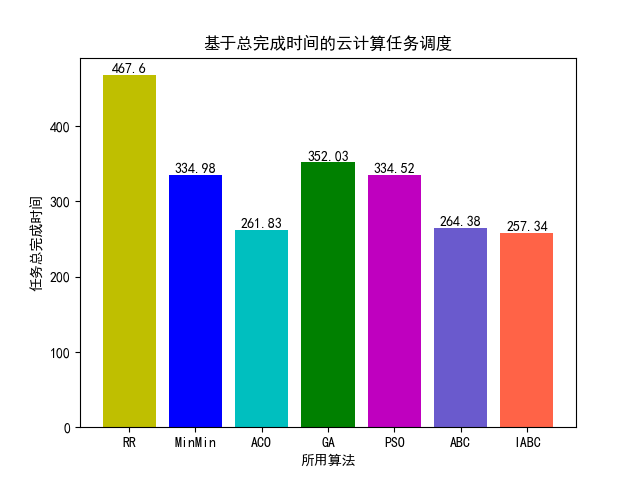 基于总完成时间的云计算任务调度
467.6
334.98
261.83
352.03
334.52
264.38
257.34
任务总完成时间
400
300
200
100
0
RR
MinMin
ACO
GA
PSO
ABC
IABC
所用算法